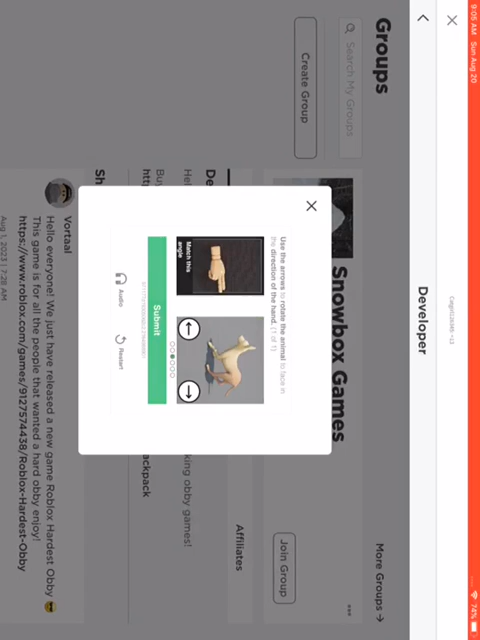 9:05 AM Sun Aug 20
74%
Developer
Groups
More Groups →
Search My Groups
Create Group
Snowbox Games
Join Group
Affiliates
king obby games!
ackpack
Use the arrows to rotate the animal to face in
the direction of the hand. (1 of 1)
Match this
angle
Submit
Audio
Restart
Vortaal
Hello everyone! We just have released a new game Roblox Hardest Obby 😎
This game is for all the people that wanted a hard obby enjoy!
https://www.roblox.com/games/9127574438/Roblox-Hardest-Obby
Aug 1, 2023 | 7:28 AM